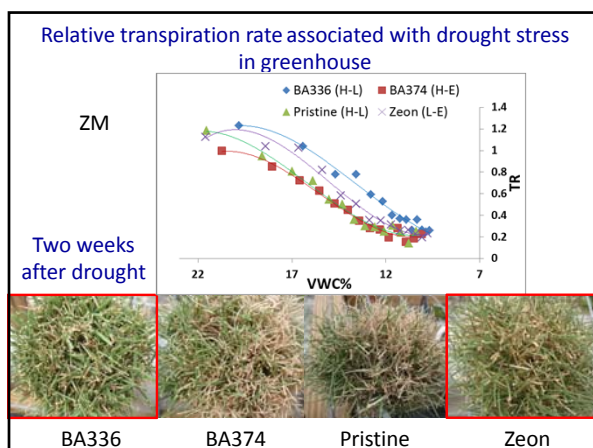 Relative transpiration rate associated with drought stress
in greenhouse
ZM
BA336 (H-L) BA374 (H-E)
Pristine (H-L) Zeon (L-E)
1.4
1.2
1
0.8
0.6
0.4
0.2
0
TR
22 17 12 7
VWC%
Two weeks
after drought
BA336 BA374 Pristine Zeon